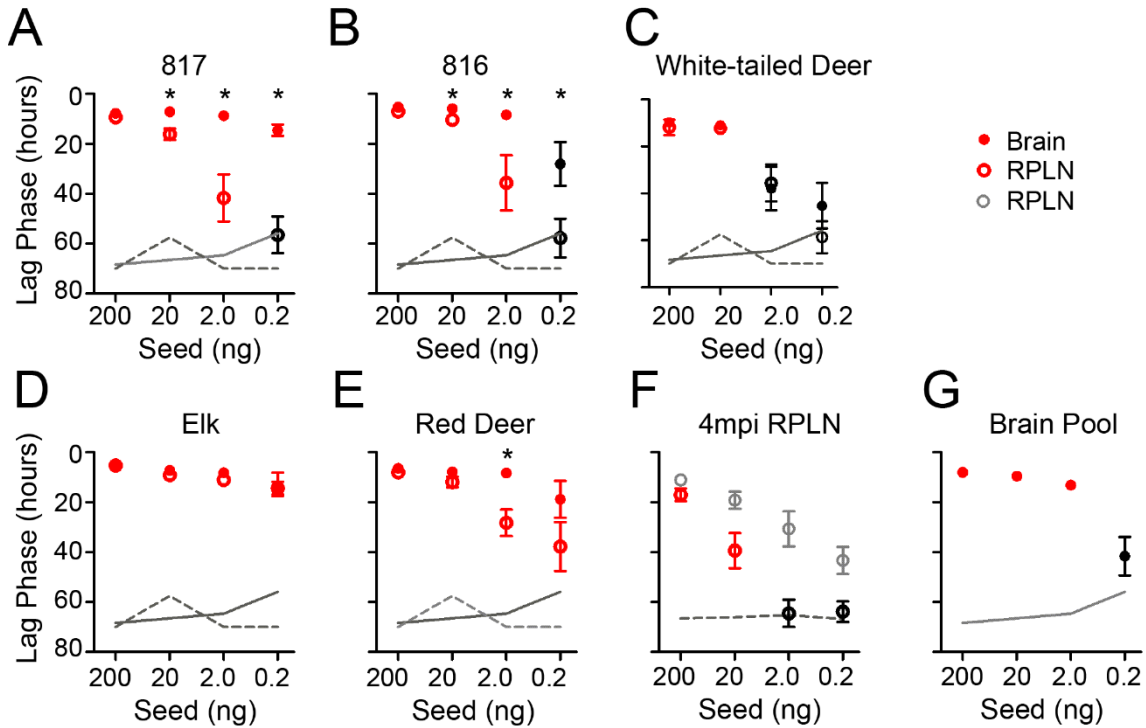 A
817
B
816
C
White-tailed Deer
Lag Phase (hours)
0
20
40
60
80
* * *
* * *
200 20 2.0 0.2
200 20 2.0 0.2
200 20 2.0 0.2
Seed (ng)
Seed (ng)
Seed (ng)
Brain
RPLN
RPLN
D
Elk
E
Red Deer
F
4mpi RPLN
G
Brain Pool
Lag Phase (hours)
0
20
40
60
80
*
200 20 2.0 0.2
200 20 2.0 0.2
200 20 2.0 0.2
200 20 2.0 0.2
Seed (ng)
Seed (ng)
Seed (ng)
Seed (ng)